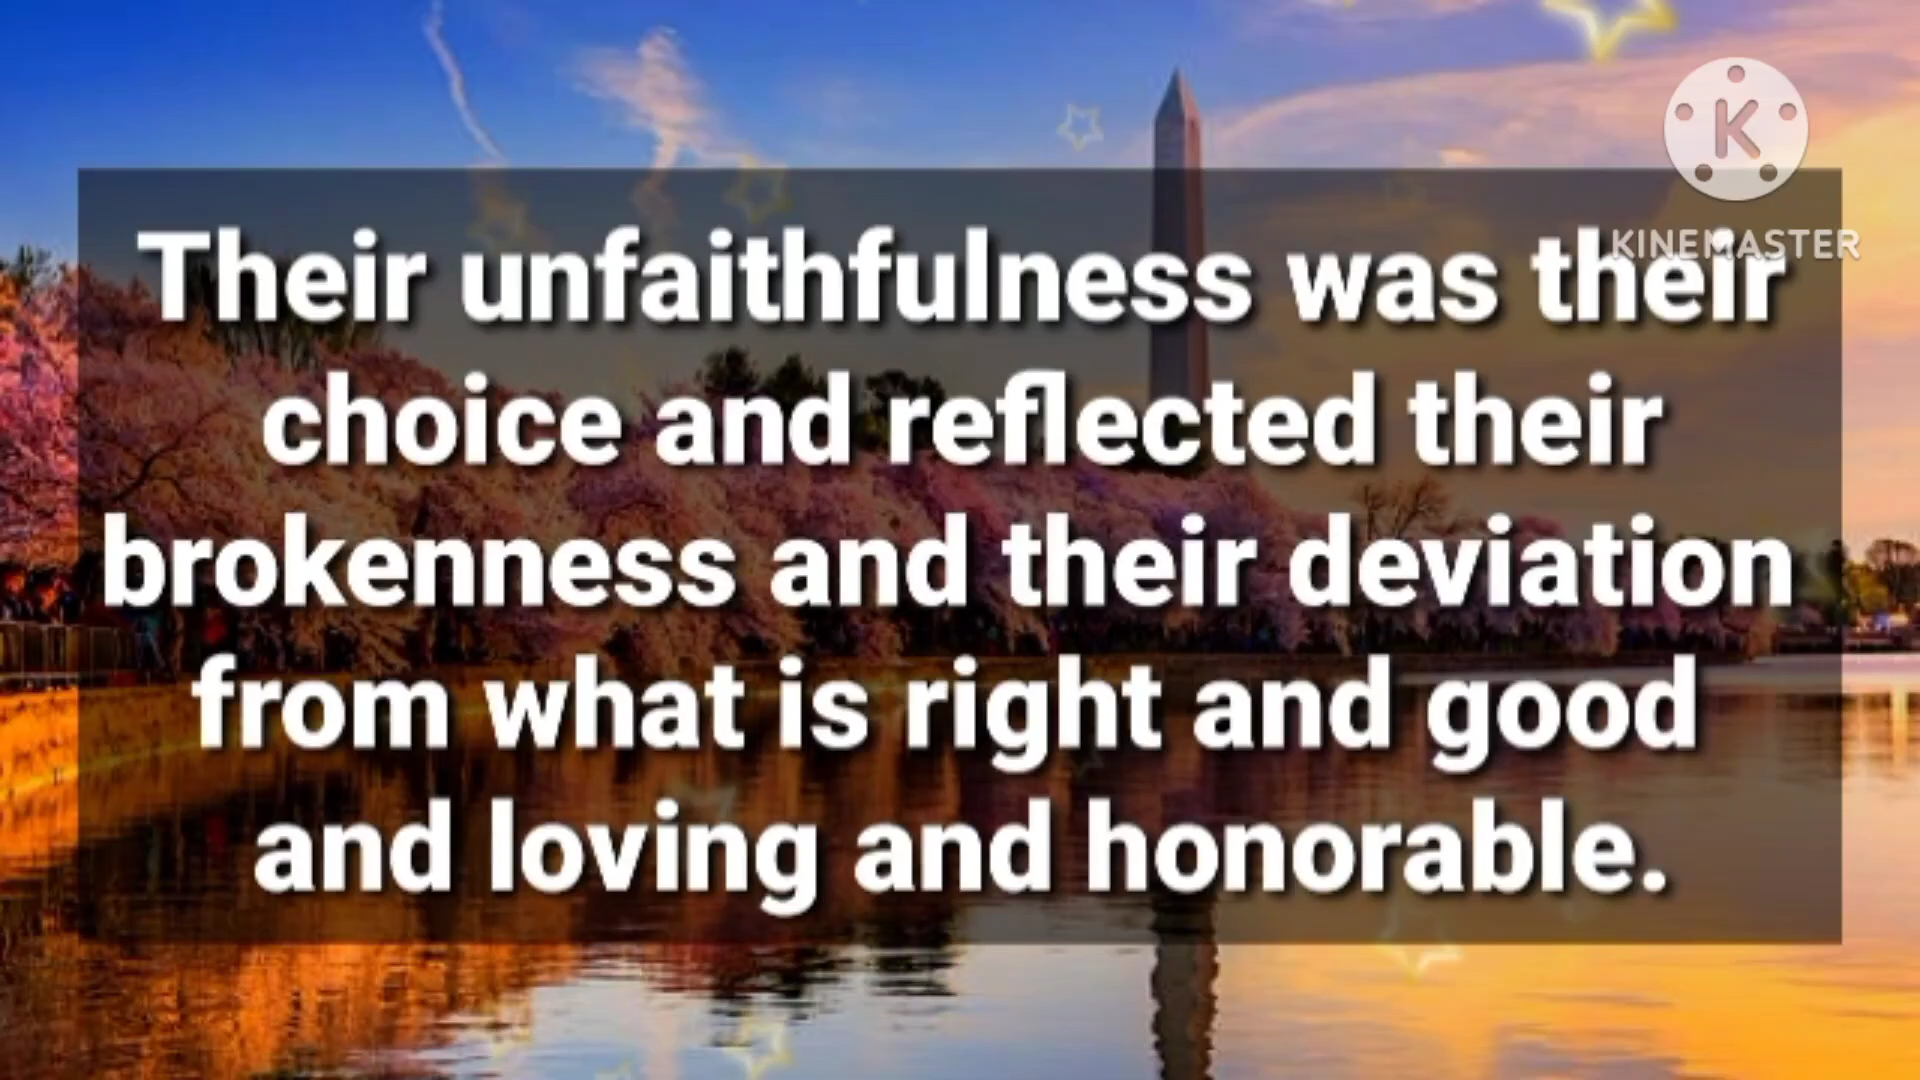 K
KINEMASTER
Their unfaithfulness was their
choice and reflected their
brokenness and their deviation
from what is right and good
and loving and honorable.